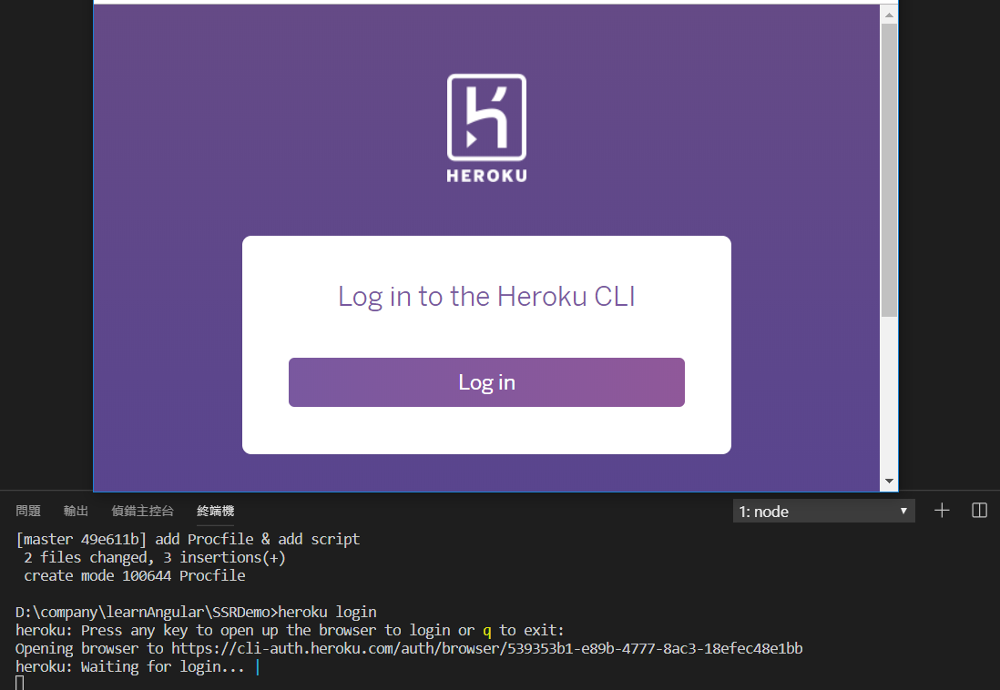 HEROKU
Log in to the Heroku CLI
Log in
問題 輸出 偵錯主控台 終端機 1: node
[master 49e611b] add Procfile & add script
2 files changed, 3 insertions(+)
create mode 100644 Procfile
D:\company\learnAngular\SSRDemo>heroku login
heroku: Press any key to open up the browser to login or q to exit:
Opening browser to https://cli-auth.heroku.com/auth/browser/539353b1-e89b-4777-8ac3-18efec48e1bb
heroku: Waiting for login... |